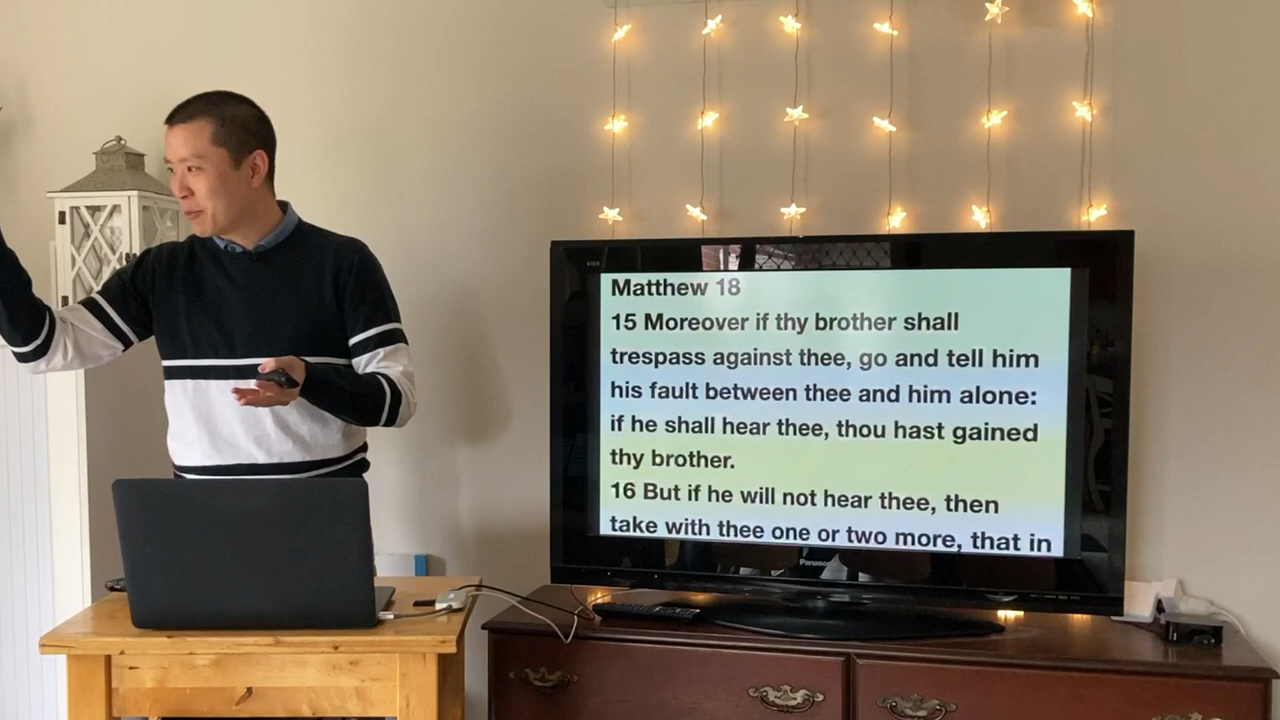 Matthew 18
15 Moreover if thy brother shall
trespass against thee, go and tell him
his fault between thee and him alone:
if he shall hear thee, thou hast gained
thy brother.
16 But if he will not hear thee, then
take with thee one or two more, that in
Panasonic